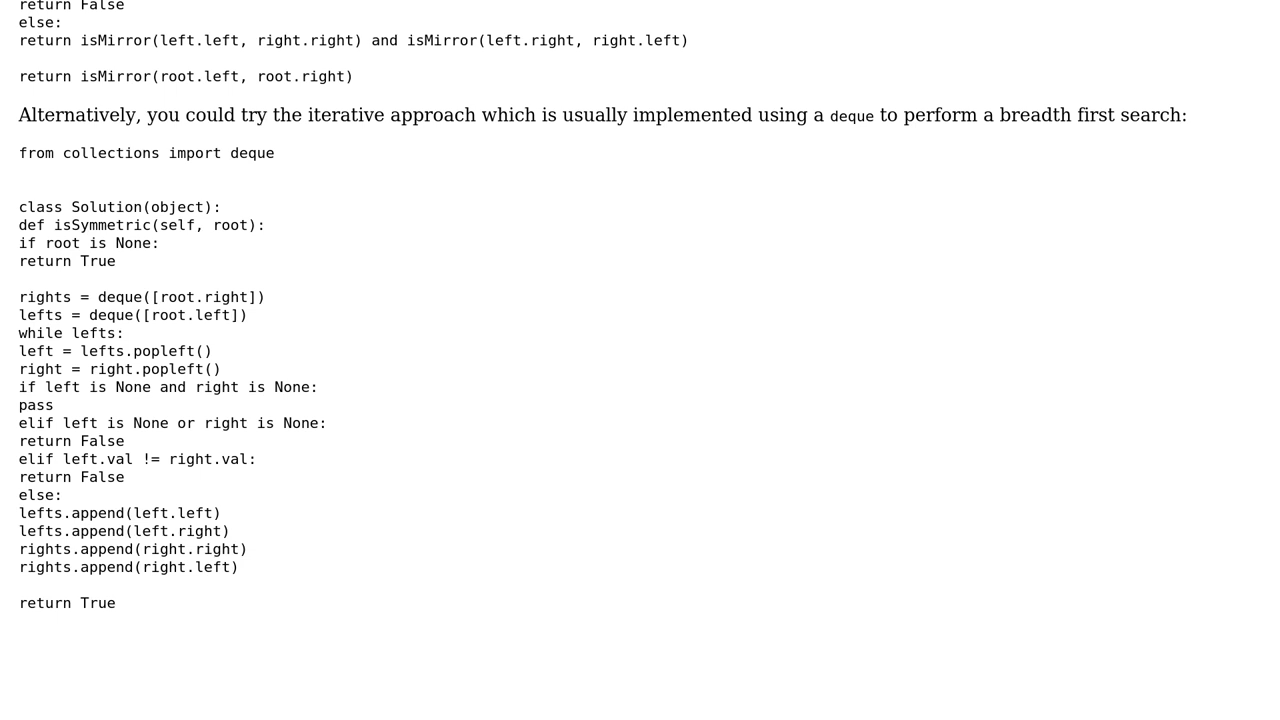 return False
else:
return isMirror(left.left, right.right) and isMirror(left.right, right.left)

return isMirror(root.left, root.right)

Alternatively, you could try the iterative approach which is usually implemented using a deque to perform a breadth first search:

from collections import deque


class Solution(object):
def isSymmetric(self, root):
if root is None:
return True

rights = deque([root.right])
lefts = deque([root.left])
while lefts:
left = lefts.popleft()
right = right.popleft()
if left is None and right is None:
pass
elif left is None or right is None:
return False
elif left.val != right.val:
return False
else:
lefts.append(left.left)
lefts.append(left.right)
rights.append(right.right)
rights.append(right.left)

return True